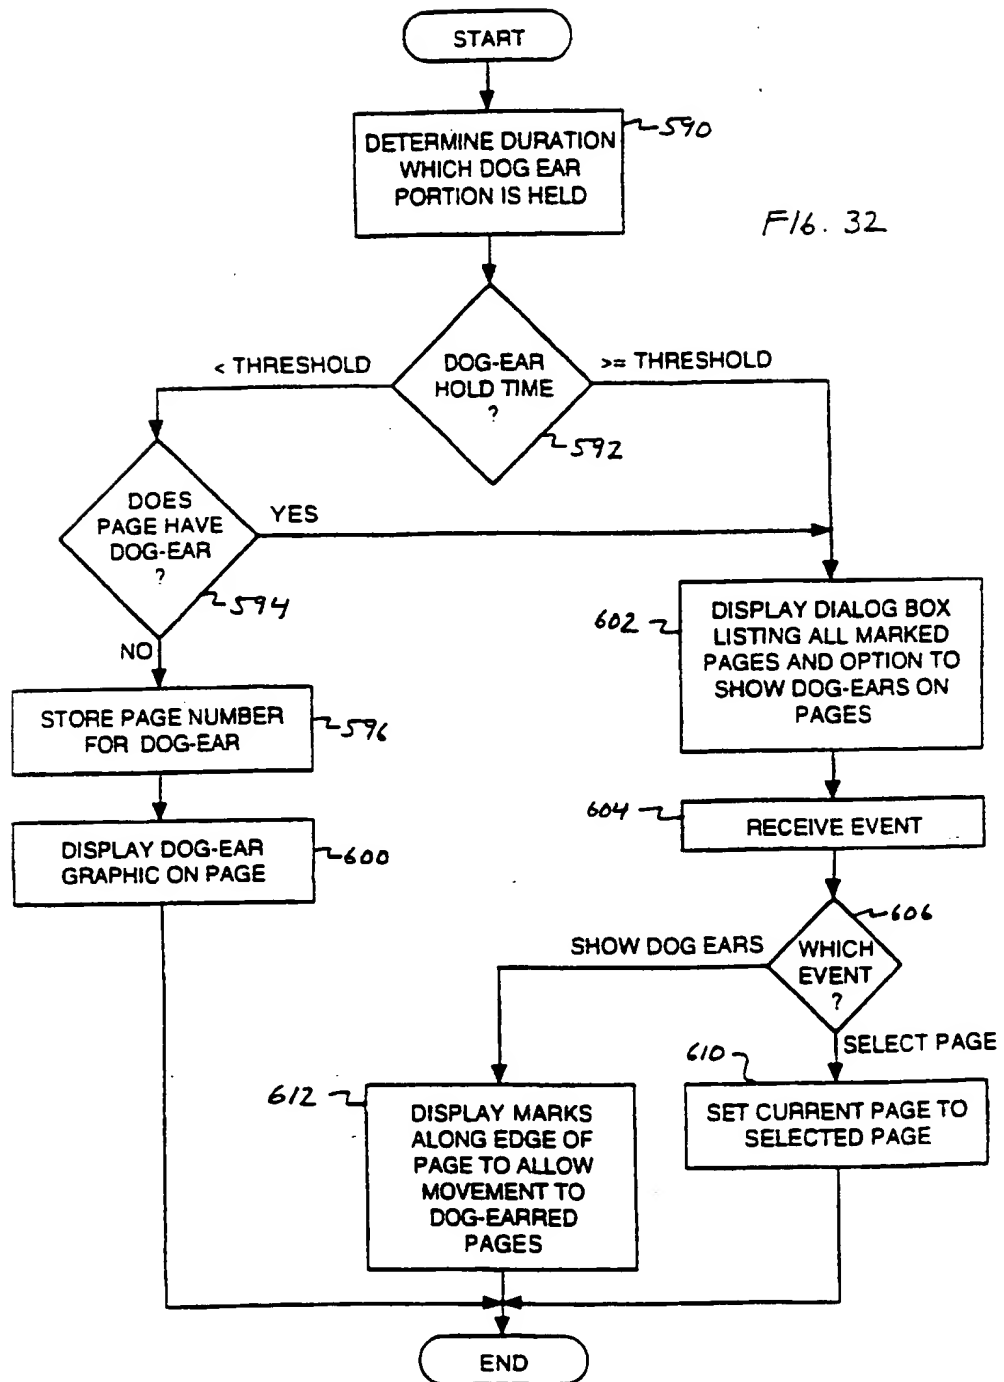 START
DETERMINE DURATION
WHICH DOG EAR
PORTION IS HELD
590
FIG. 32
< THRESHOLD
DOG-EAR
HOLD TIME
?
>= THRESHOLD
592
DOES
PAGE HAVE
DOG-EAR
?
YES
594
NO
STORE PAGE NUMBER
FOR DOG-EAR
596
DISPLAY DOG-EAR
GRAPHIC ON PAGE
600
602
DISPLAY DIALOG BOX
LISTING ALL MARKED
PAGES AND OPTION TO
SHOW DOG-EARS ON
PAGES
604
RECEIVE EVENT
606
SHOW DOG EARS
WHICH
EVENT
?
SELECT PAGE
610
SET CURRENT PAGE TO
SELECTED PAGE
612
DISPLAY MARKS
ALONG EDGE OF
PAGE TO ALLOW
MOVEMENT TO
DOG-EARRED
PAGES
END